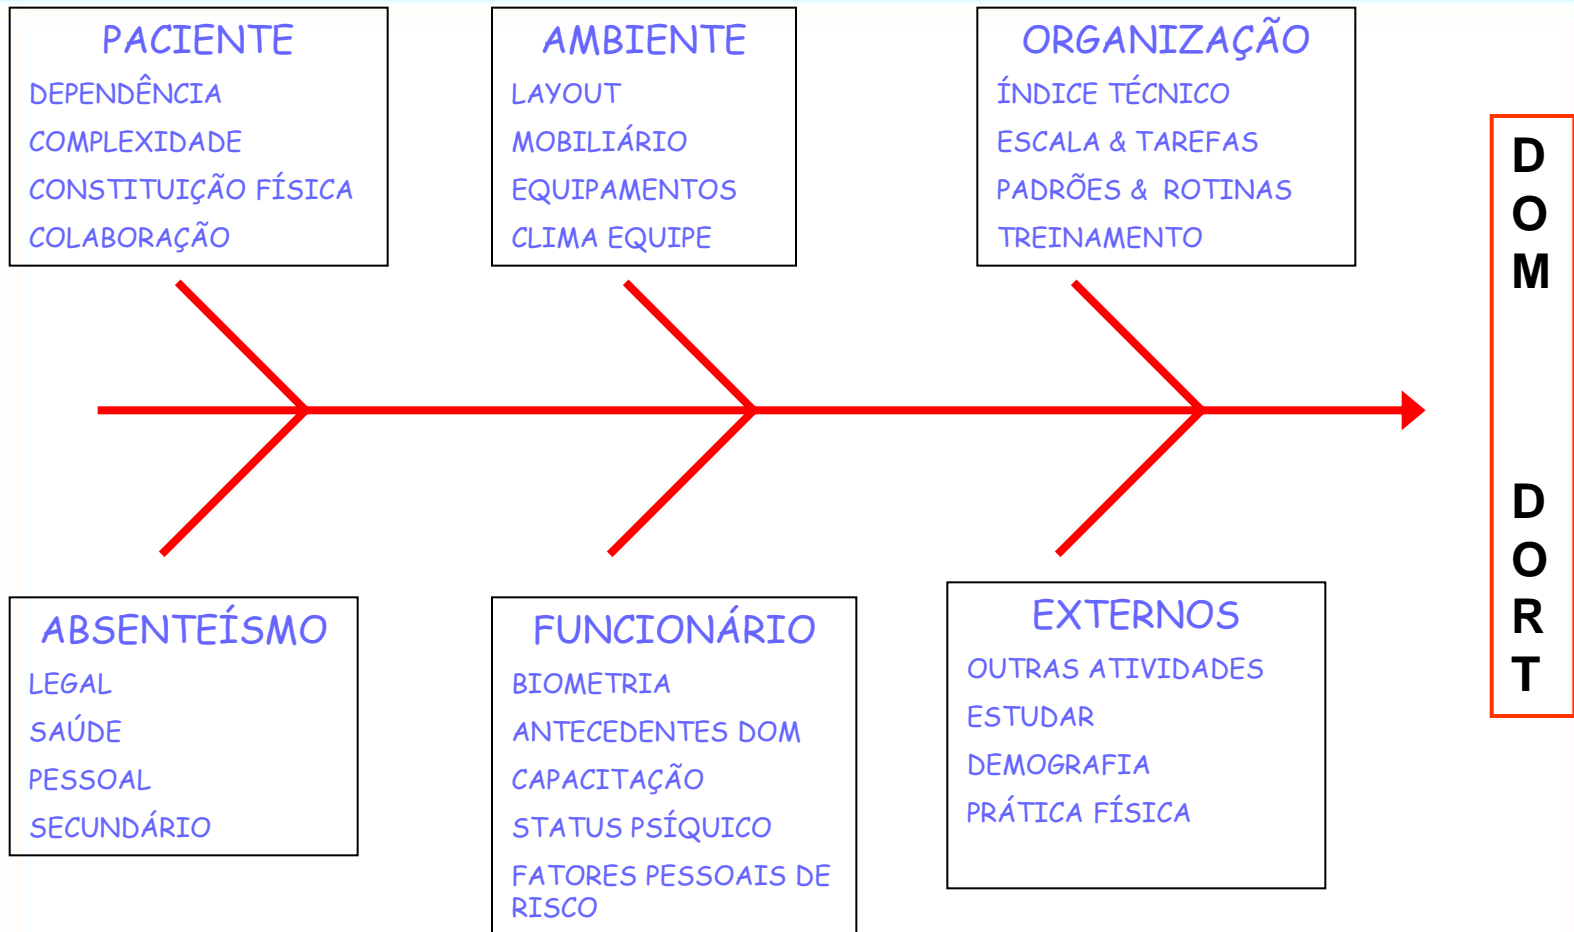 PACIENTE
DEPENDÊNCIA
COMPLEXIDADE
CONSTITUIÇÃO FÍSICA
COLABORAÇÃO
AMBIENTE
LAYOUT
MOBILIÁRIO
EQUIPAMENTOS
CLIMA EQUIPE
ORGANIZAÇÃO
ÍNDICE TÉCNICO
ESCALA & TAREFAS
PADRÕES & ROTINAS
TREINAMENTO
D
O
M
D
O
R
T
ABSENTEÍSMO
LEGAL
SAÚDE
PESSOAL
SECUNDÁRIO
FUNCIONÁRIO
BIOMETRIA
ANTECEDENTES DOM
CAPACITAÇÃO
STATUS PSÍQUICO
FATORES PESSOAIS DE
RISCO
EXTERNOS
OUTRAS ATIVIDADES
ESTUDAR
DEMOGRAFIA
PRÁTICA FÍSICA